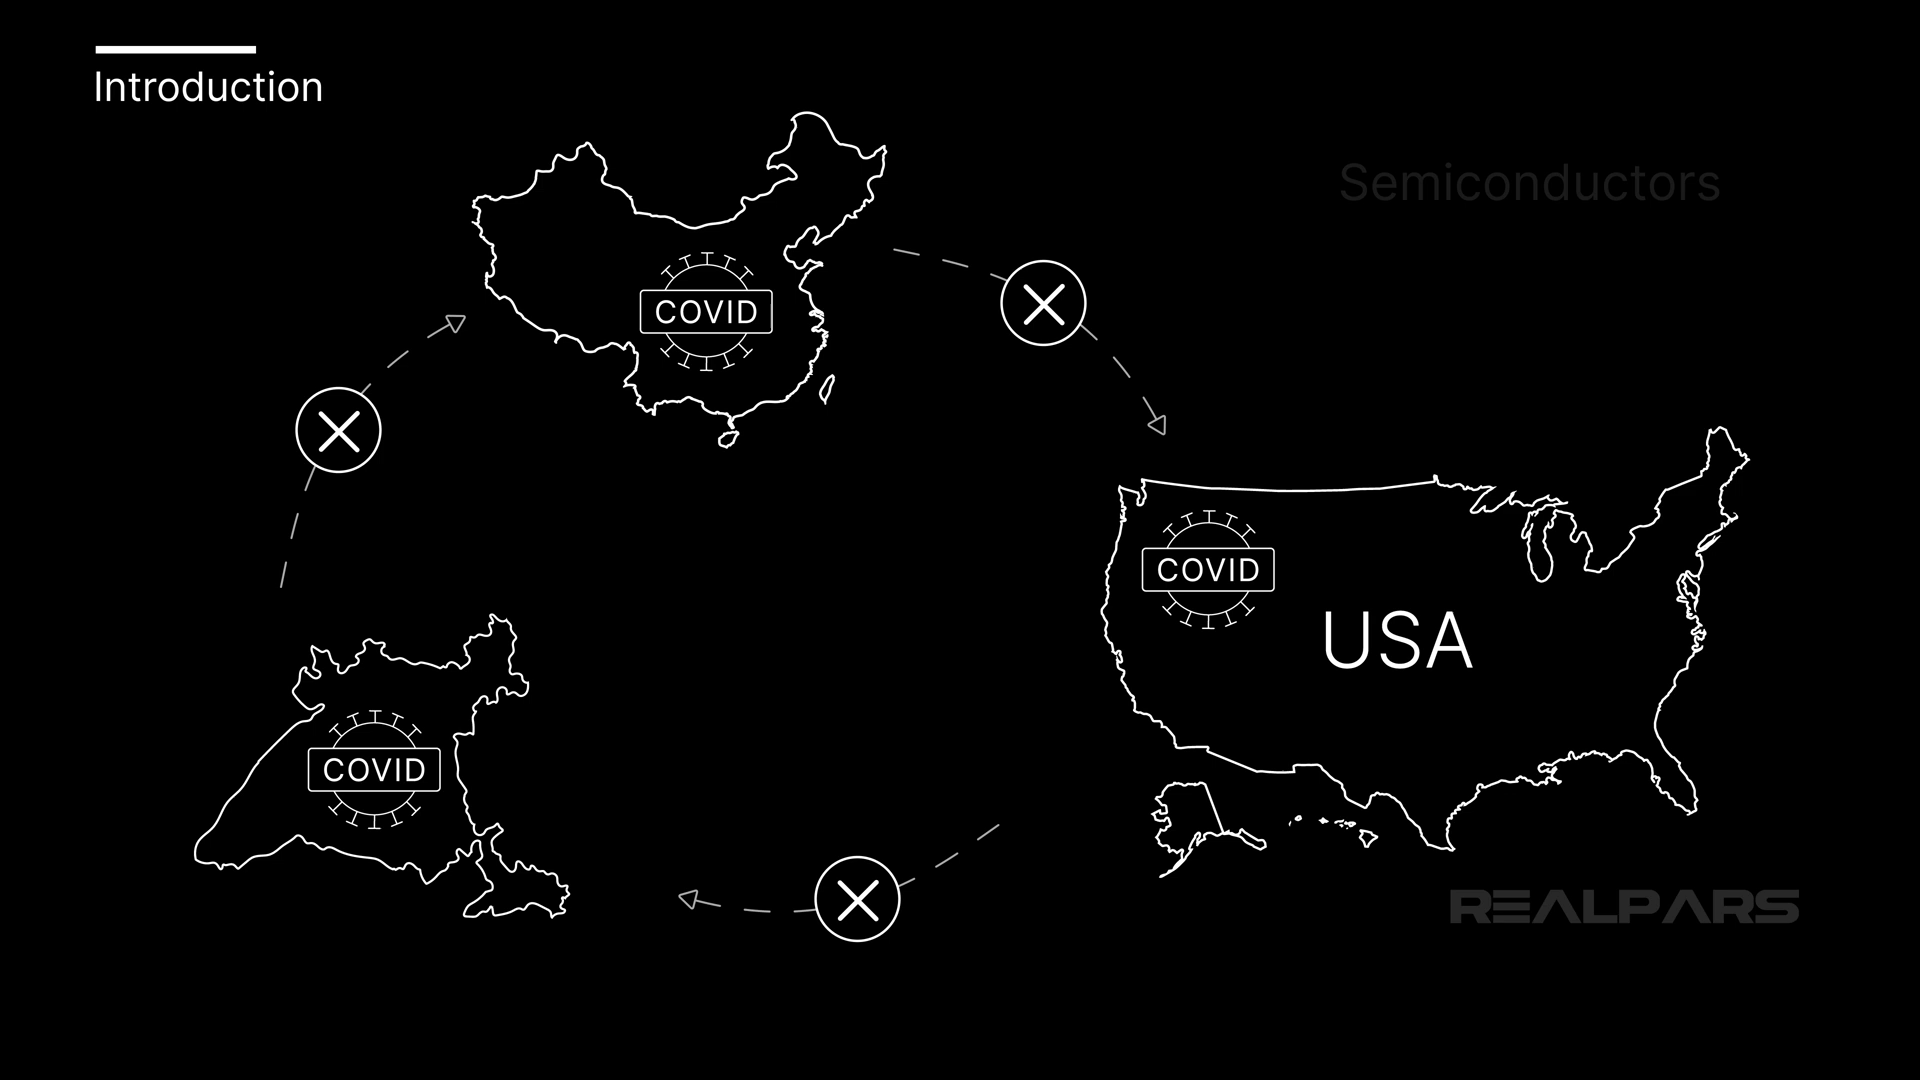 Introduction
Semiconductors
COVID
COVID
USA
COVID
REALPARS